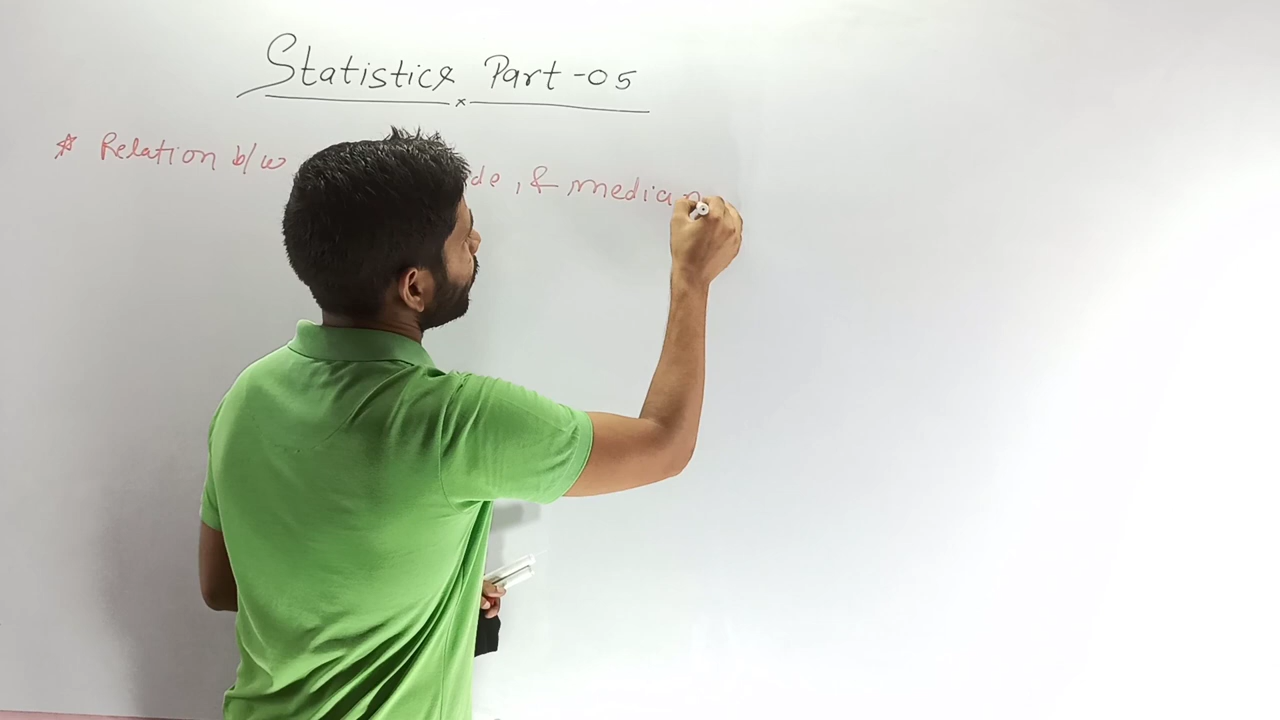 Statistics Part-05
* Relation b/w de, & median